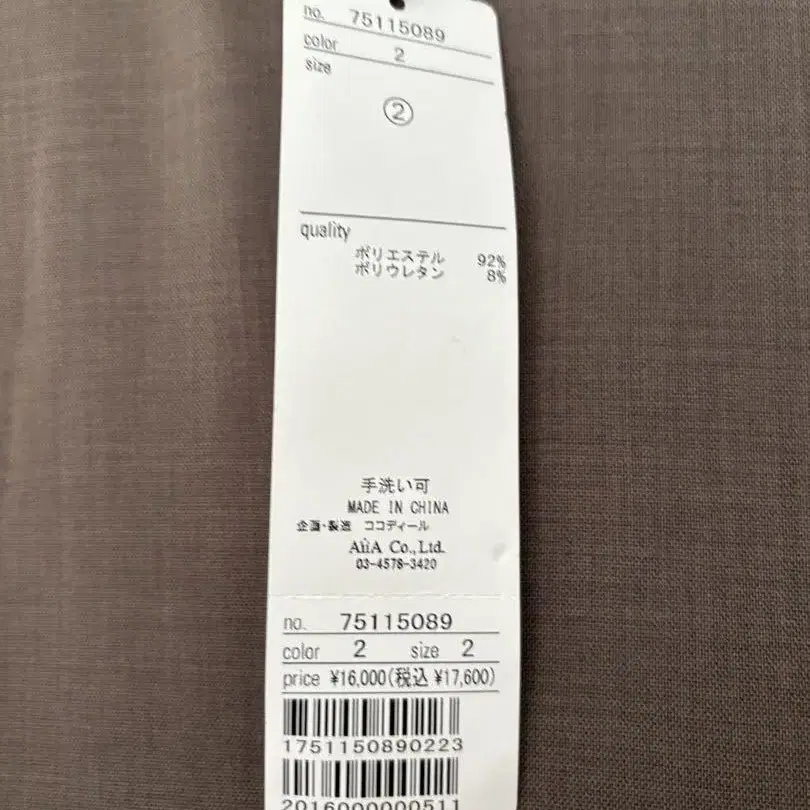 no. 75115089
color 2
size
②
quality
ポリエステル 92%
ポリウレタン 8%
手洗い可
MADE IN CHINA
企画・製造 ココディール
AiiA Co.,Ltd.
03-4578-3420
no. 75115089
color 2 size 2
price ¥16,000(税込 ¥17,600)
1751150890223
2016000000511